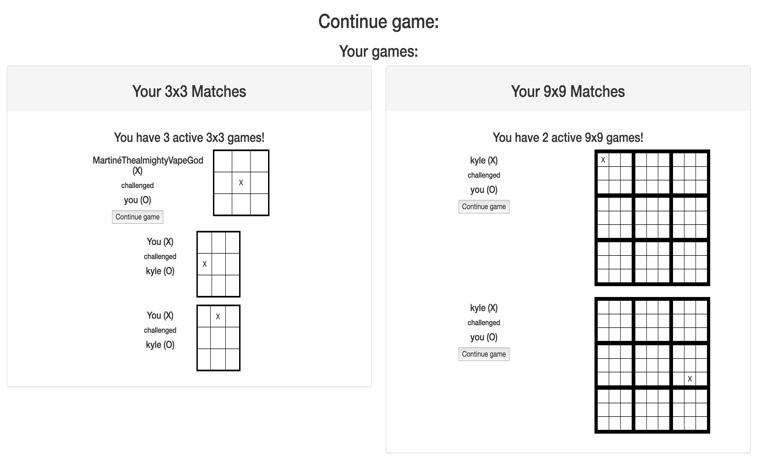 Continue game:
Your games:
Your 3x3 Matches
You have 3 active 3x3 games!
MartinéThealmightyVapeGod
(X)
challenged
you (O)
Continue game
X
You (X)
challenged
kyle (O)
X
You (X)
challenged
kyle (O)
X
Your 9x9 Matches
You have 2 active 9x9 games!
kyle (X)
challenged
you (O)
Continue game
X
kyle (X)
challenged
you (O)
Continue game
X